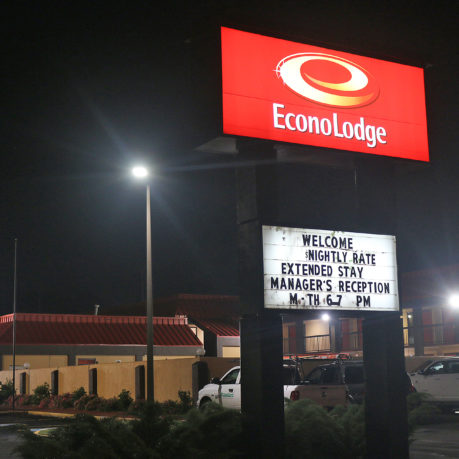 EconoLodge
WELCOME
$NIGHTLY RATE
EXTENDED STAY
MANAGER'S RECEPTION
M-TH 6-7 PM